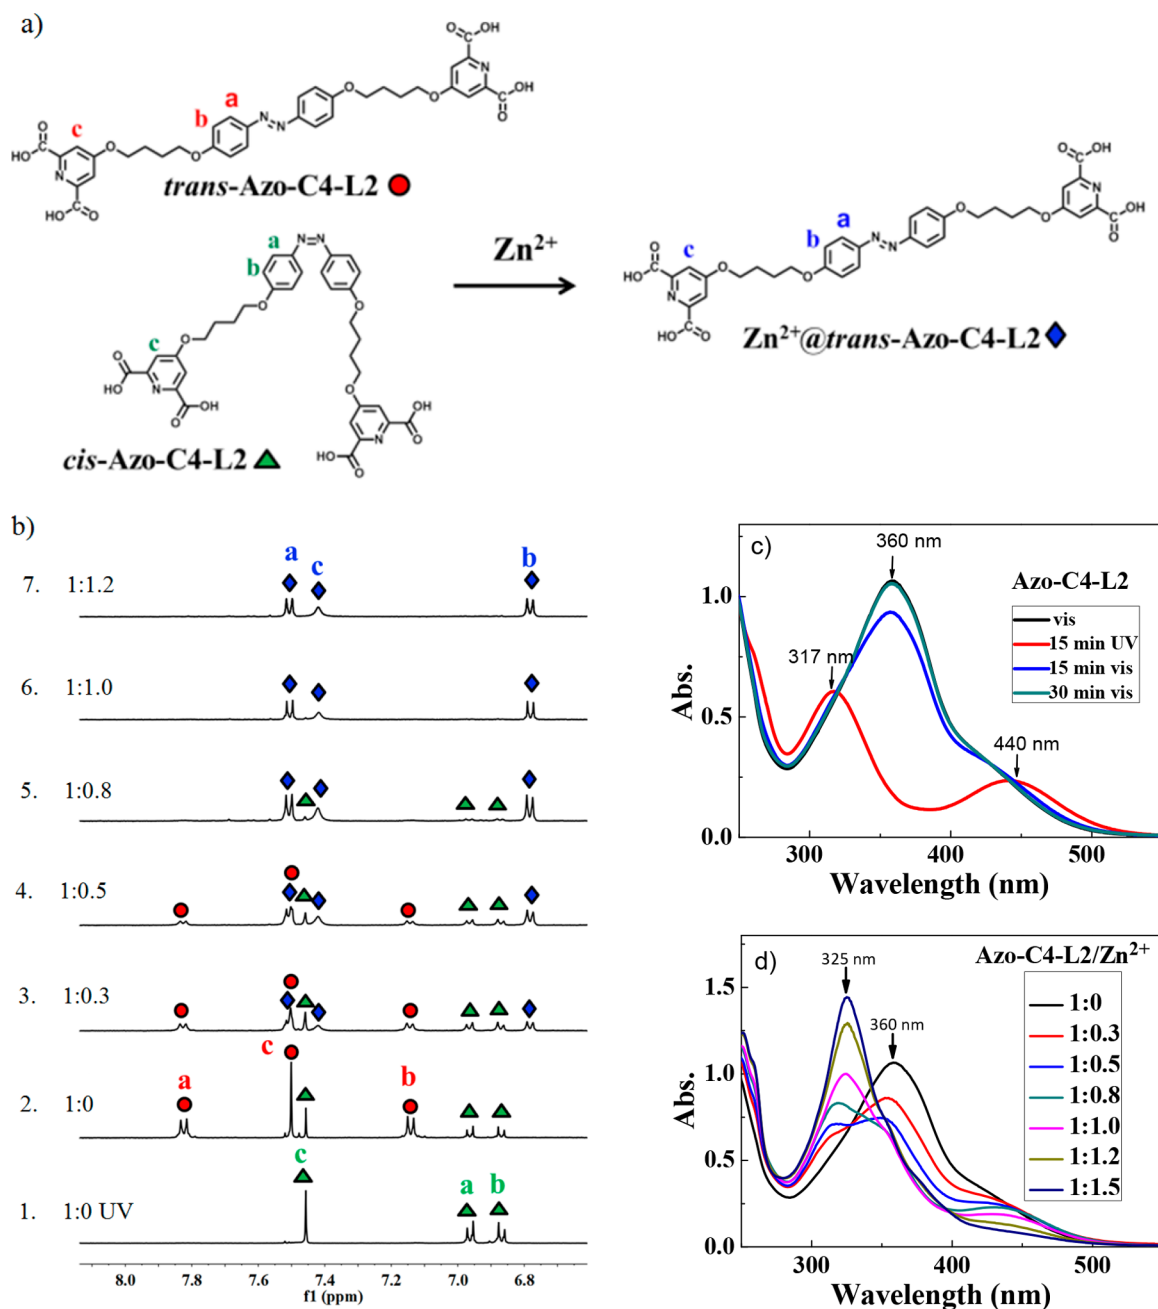 a)
O
C
OH
N
C
OH
O
O
O
a
b
N
N
c
O
HO
C
N
O
O
HO
C
O
trans-Azo-C4-L2
N=N
a
b
O
O
c
O
O
HO
N
OH
O
O
OH
N
HO
O
cis-Azo-C4-L2
Zn2+
O
C
OH
N
C
OH
O
O
O
a
b
N
N
c
O
HO
C
N
O
O
HO
C
O
Zn2+@trans-Azo-C4-L2
b)
a
c
b
7. 1:1.2
6. 1:1.0
5. 1:0.8
4. 1:0.5
3. 1:0.3
c
a
b
2. 1:0
c
a
b
1. 1:0 UV
8.0 7.8 7.6 7.4 7.2 7.0 6.8
f1 (ppm)
c)
360 nm
Azo-C4-L2
vis
15 min UV
15 min vis
30 min vis
317 nm
440 nm
1.0
0.5
0.0
Abs.
300 400 500
Wavelength (nm)
d)
325 nm
Azo-C4-L2/Zn2+
360 nm
1:0
1:0.3
1:0.5
1:0.8
1:1.0
1:1.2
1:1.5
1.5
1.0
0.5
0.0
Abs.
300 400 500
Wavelength (nm)